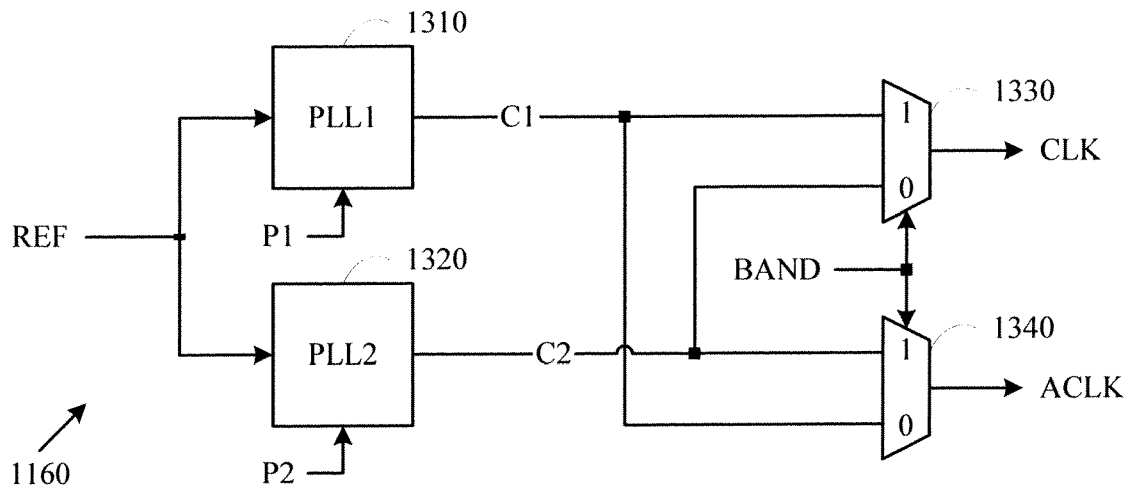 1310
PLL1
C1
1
1330
CLK
0
REF
P1
1320
BAND
PLL2
C2
1
1340
ACLK
0
1160
P2